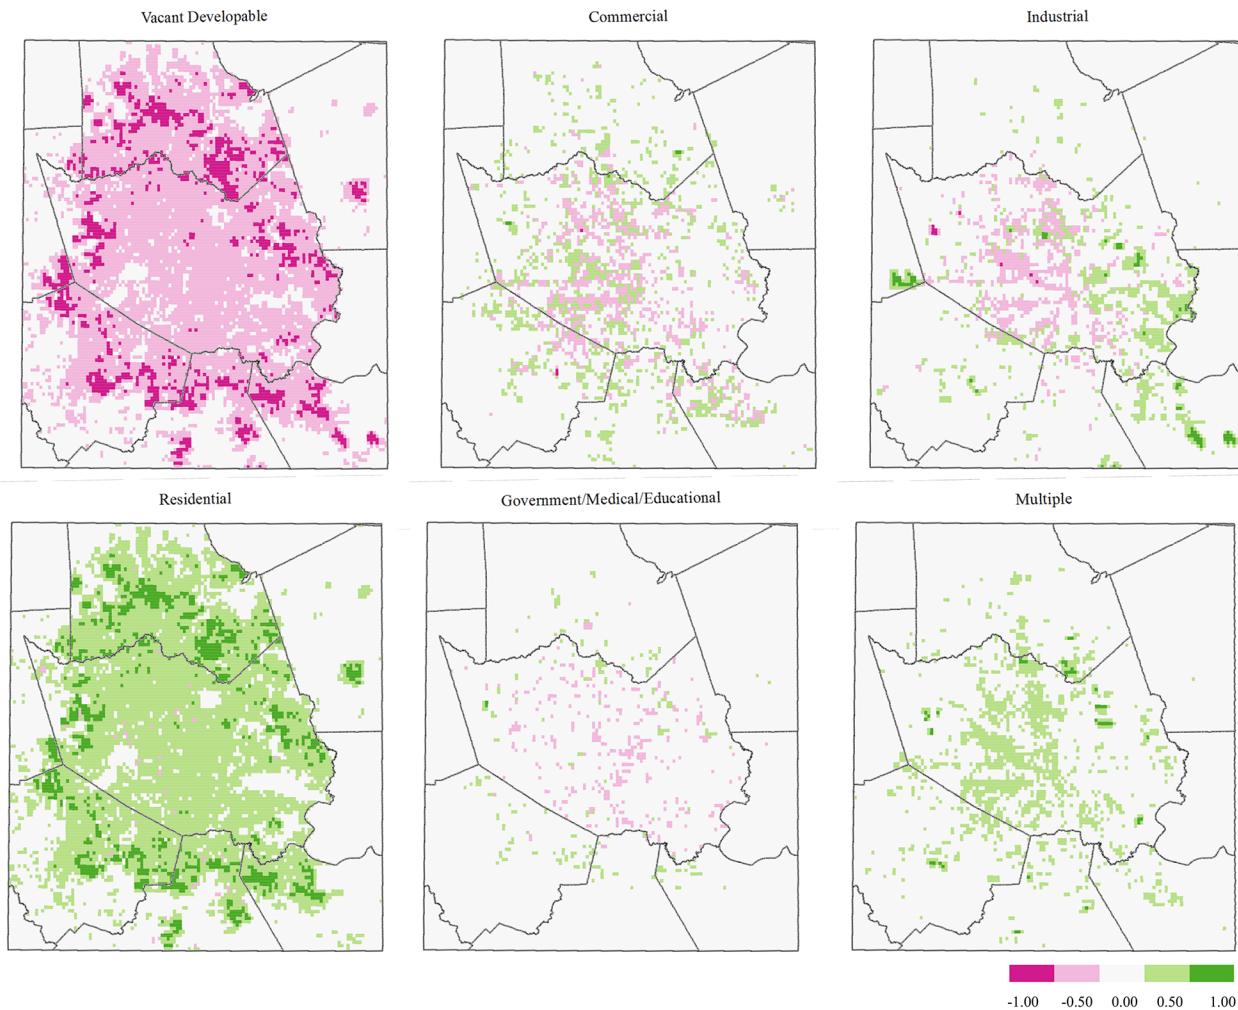 Vacant Developable
Commercial
Industrial
Residential
Government/Medical/Educational
Multiple
-1.00 -0.50 0.00 0.50 1.00